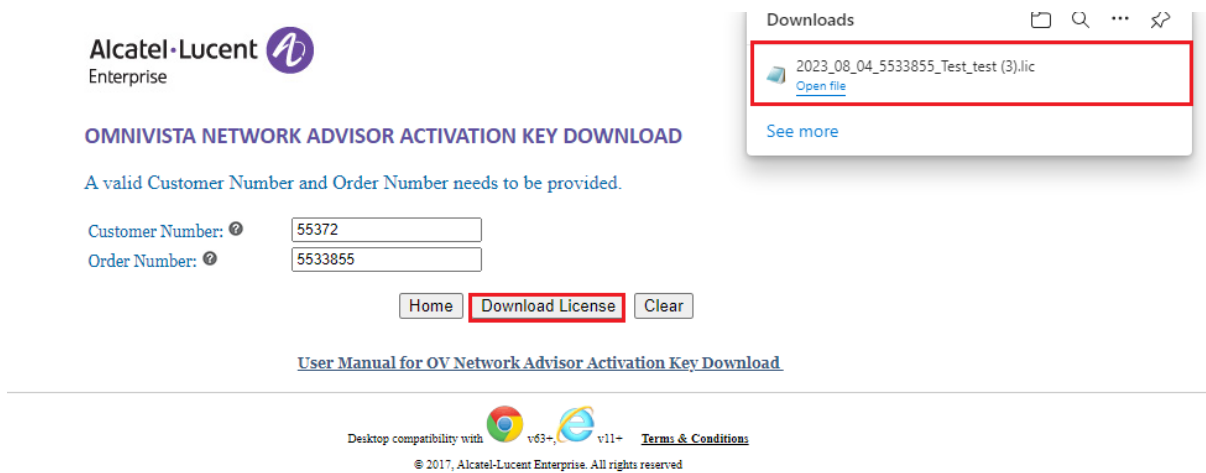 Downloads
Alcatel·Lucent
Enterprise
2023_08_04_5533855_Test_test (3).lic
Open file
See more
OMNIVISTA NETWORK ADVISOR ACTIVATION KEY DOWNLOAD
A valid Customer Number and Order Number needs to be provided.
Customer Number: 55372
Order Number: 5533855
Home Download License Clear
User Manual for OV Network Advisor Activation Key Download
Desktop compatibility with v63+, v11+ Terms & Conditions
© 2017, Alcatel-Lucent Enterprise. All rights reserved